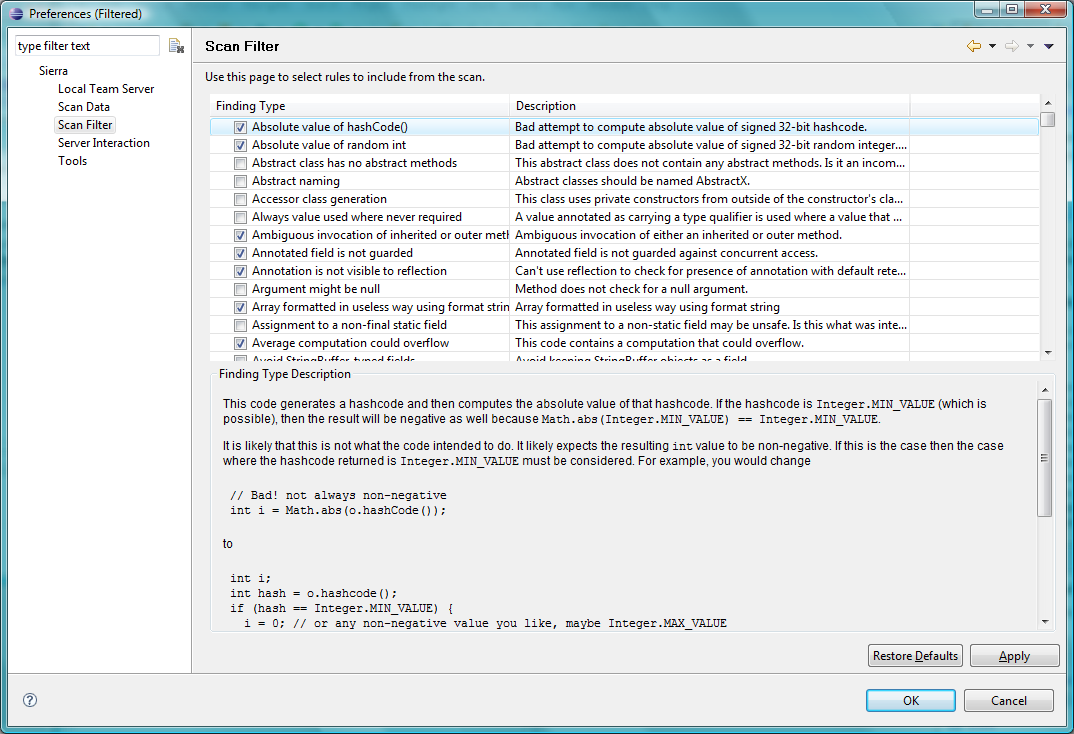 Preferences (Filtered)
type filter text
Sierra
Local Team Server
Scan Data
Scan Filter
Server Interaction
Tools
Scan Filter
Use this page to select rules to include from the scan.
Finding Type Description
Absolute value of hashCode() Bad attempt to compute absolute value of signed 32-bit hashcode.
Absolute value of random int Bad attempt to compute absolute value of signed 32-bit random integer....
Abstract class has no abstract methods This abstract class does not contain any abstract methods. Is it an incom...
Abstract naming Abstract classes should be named AbstractX.
Accessor class generation This class uses private constructors from outside of the constructor's cla...
Always value used where never required A value annotated as carrying a type qualifier is used where a value that ...
Ambiguous invocation of inherited or outer meth Ambiguous invocation of either an inherited or outer method.
Annotated field is not guarded Annotated field is not guarded against concurrent access.
Annotation is not visible to reflection Can't use reflection to check for presence of annotation with default rete...
Argument might be null Method does not check for a null argument.
Array formatted in useless way using format strin Array formatted in useless way using format string
Assignment to a non-final static field This assignment to a non-static field may be unsafe. Is this what was inte...
Average computation could overflow This code contains a computation that could overflow.
Avoid StringBuffer-typed fields Avoid keeping StringBuffer objects as a field
Finding Type Description
This code generates a hashcode and then computes the absolute value of that hashcode. If the hashcode is Integer.MIN_VALUE (which is
possible), then the result will be negative as well because Math.abs(Integer.MIN_VALUE) == Integer.MIN_VALUE.
It is likely that this is not what the code intended to do. It likely expects the resulting int value to be non-negative. If this is the case then the case
where the hashcode returned is Integer.MIN_VALUE must be considered. For example, you would change
// Bad! not always non-negative
int i = Math.abs(o.hashCode());
to
int i;
int hash = o.hashcode();
if (hash == Integer.MIN_VALUE) {
i = 0; // or any non-negative value you like, maybe Integer.MAX_VALUE
Restore Defaults Apply
? OK Cancel